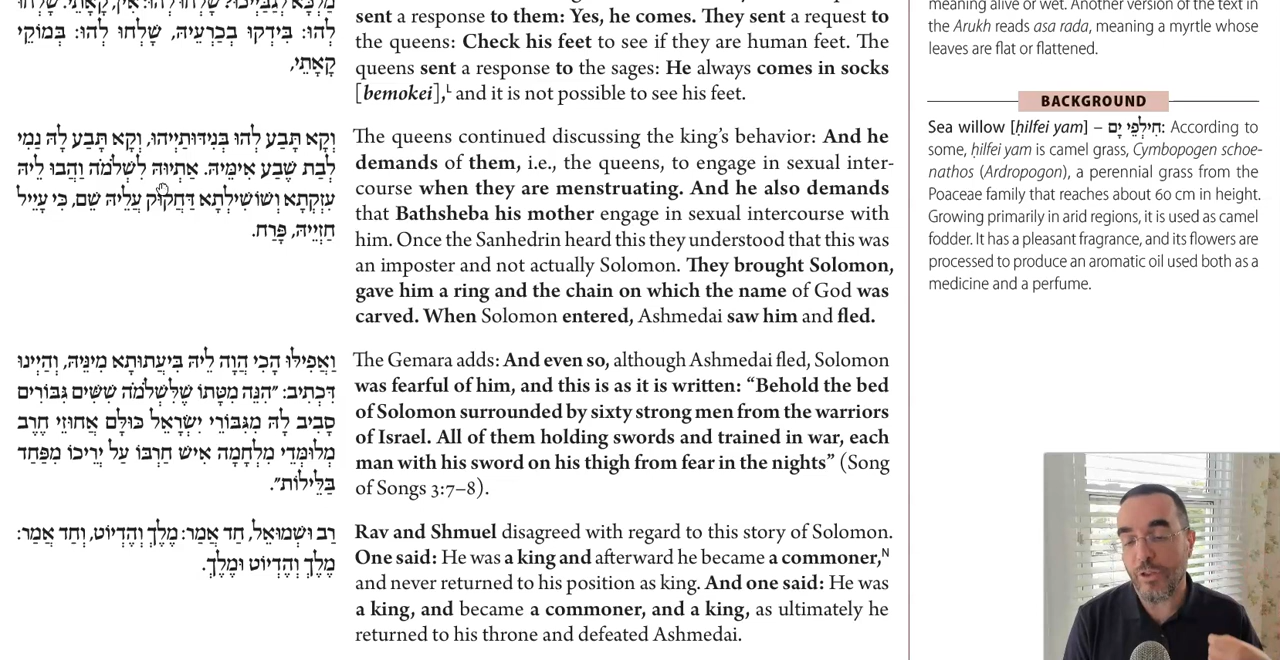 מַלְכָּא לְגַבַּיְיכוּ? שְׁלַחוּ לְהוּ: אִין, קָאָתֵי. שְׁלַחוּ
לְהוּ: בִּידְקוּ בְּכַרְעֵיהּ, שְׁלַחוּ לְהוּ: בְּמוֹקֵי
קָאָתֵי,
וְקָא תָּבַע לְהוּ בְּנִידּוּתַיְיהוּ, וְקָא תָּבַע לָהּ נָמֵי
לְבַת שֶׁבַע אִימֵּיהּ. אַתְיוּהּ לִשְׁלֹמֹה וְהַבוּ לֵיהּ
עִזְקְתָא וְשׁוֹשִׁילְתָּא דַּחֲקוּק עֲלֵיהּ שֵׁם, כִּי עָיֵיל
חַזְיֵיהּ, פְּרַח.
וַאֲפִילּוּ הָכִי הֲוָה לֵיהּ בִּיעֲתוּתָא מִינֵּיהּ, וְהַיְינוּ
דִּכְתִיב: ״הִנֵּה מִטָּתוֹ שֶׁלִּשְׁלֹמֹה שִׁשִּׁים גִּבּוֹרִים
סָבִיב לָהּ מִגִּבּוֹרֵי יִשְׂרָאֵל כּוּלָּם אֲחוּזֵי חֶרֶב
מְלוּמְּדֵי מִלְחָמָה אִישׁ חַרְבּוֹ עַל יְרֵיכוֹ מִפַּחַד
בַּלֵּילוֹת״.
רַב וּשְׁמוּאֵל, חַד אָמַר: מֶלֶךְ וְהֶדְיוֹט, וְחַד אָמַר:
מֶלֶךְ וְהֶדְיוֹט וּמֶלֶךְ.
sent a response to them: Yes, he comes. They sent a request to
the queens: Check his feet to see if they are human feet. The
queens sent a response to the sages: He always comes in socks
[bemokei],ᴸ and it is not possible to see his feet.
The queens continued discussing the king's behavior: And he
demands of them, i.e., the queens, to engage in sexual inter-
course when they are menstruating. And he also demands
that Bathsheba his mother engage in sexual intercourse with
him. Once the Sanhedrin heard this they understood that this was
an imposter and not actually Solomon. They brought Solomon,
gave him a ring and the chain on which the name of God was
carved. When Solomon entered, Ashmedai saw him and fled.
The Gemara adds: And even so, although Ashmedai fled, Solomon
was fearful of him, and this is as it is written: “Behold the bed
of Solomon surrounded by sixty strong men from the warriors
of Israel. All of them holding swords and trained in war, each
man with his sword on his thigh from fear in the nights” (Song
of Songs 3:7–8).
Rav and Shmuel disagreed with regard to this story of Solomon.
One said: He was a king and afterward he became a commoner,ᴺ
and never returned to his position as king. And one said: He was
a king, and became a commoner, and a king, as ultimately he
returned to his throne and defeated Ashmedai.
meaning alive or wet. Another version of the text in
the Arukh reads asa rada, meaning a myrtle whose
leaves are flat or flattened.
BACKGROUND
Sea willow [ḥilfei yam] – חִילְפֵי יָם: According to
some, ḥilfei yam is camel grass, Cymbopogen schoe-
nathos (Ardropogon), a perennial grass from the
Poaceae family that reaches about 60 cm in height.
Growing primarily in arid regions, it is used as camel
fodder. It has a pleasant fragrance, and its flowers are
processed to produce an aromatic oil used both as a
medicine and a perfume.